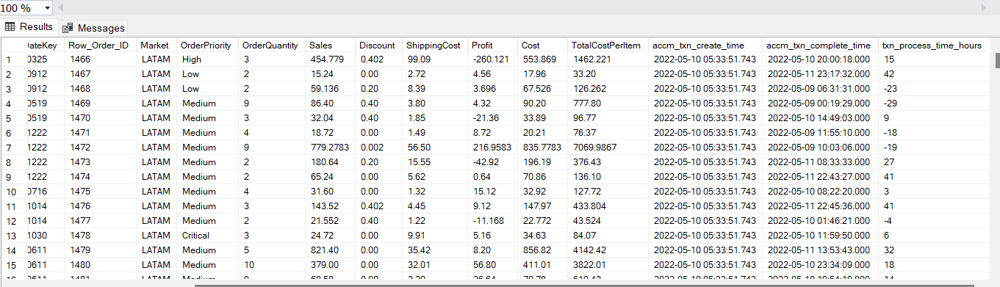 100 %
Results Messages
DateKey Row_Order_ID Market OrderPriority OrderQuantity Sales Discount ShippingCost Profit Cost TotalCostPerItem accm_txn_create_time accm_txn_complete_time txn_process_time_hours
1 0325 1466 LATAM High 3 454.779 0.402 99.09 -260.121 553.869 1462.221 2022-05-10 05:33:51.743 2022-05-10 20:00:18.000 15
2 0912 1467 LATAM Low 2 15.24 0.00 2.72 4.56 17.96 33.20 2022-05-10 05:33:51.743 2022-05-11 23:17:32.000 42
3 0912 1468 LATAM Low 2 59.136 0.20 8.39 3.696 67.526 126.262 2022-05-10 05:33:51.743 2022-05-09 06:31:31.000 -23
4 0519 1469 LATAM Medium 9 86.40 0.40 3.80 4.32 90.20 777.80 2022-05-10 05:33:51.743 2022-05-09 00:19:29.000 -29
5 0519 1470 LATAM Medium 3 32.04 0.40 1.85 -21.36 33.89 96.77 2022-05-10 05:33:51.743 2022-05-10 14:49:03.000 9
6 1222 1471 LATAM Medium 4 18.72 0.00 1.49 8.72 20.21 76.37 2022-05-10 05:33:51.743 2022-05-09 11:55:10.000 -18
7 1222 1472 LATAM Medium 9 779.2783 0.002 56.50 216.9583 835.7783 7069.9867 2022-05-10 05:33:51.743 2022-05-09 10:03:06.000 -19
8 1222 1473 LATAM Medium 2 180.64 0.20 15.55 -42.92 196.19 376.43 2022-05-10 05:33:51.743 2022-05-11 08:33:33.000 27
9 1222 1474 LATAM Medium 2 65.24 0.00 5.62 0.64 70.86 136.10 2022-05-10 05:33:51.743 2022-05-11 22:43:27.000 41
10 0716 1475 LATAM Medium 4 31.60 0.00 1.32 15.12 32.92 127.72 2022-05-10 05:33:51.743 2022-05-10 08:22:20.000 3
11 1014 1476 LATAM Medium 3 143.52 0.402 4.45 9.12 147.97 433.804 2022-05-10 05:33:51.743 2022-05-11 22:45:36.000 41
12 1014 1477 LATAM Medium 2 21.552 0.40 1.22 -11.168 22.772 43.524 2022-05-10 05:33:51.743 2022-05-10 01:46:21.000 -4
13 1030 1478 LATAM Critical 3 24.72 0.00 9.91 5.16 34.63 84.07 2022-05-10 05:33:51.743 2022-05-10 11:59:50.000 6
14 0611 1479 LATAM Medium 5 821.40 0.00 35.42 8.20 856.82 4142.42 2022-05-10 05:33:51.743 2022-05-11 13:53:43.000 32
15 0611 1480 LATAM Medium 10 379.00 0.00 32.01 56.80 411.01 3822.01 2022-05-10 05:33:51.743 2022-05-10 23:34:09.000 18